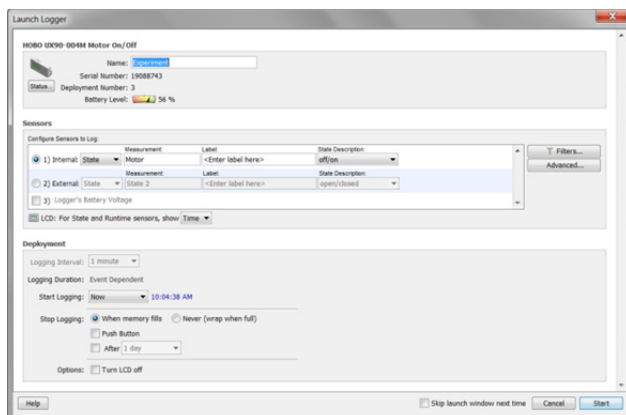 Launch Logger
HOBO UX90-004M Motor On/Off
Name: Experiment
Serial Number: 19088743
Status... Deployment Number: 3
Battery Level: 56 %
Sensors
Configure Sensors to Log:
Measurement: Label: State Description:
1) Internal: State Motor <Enter label here> off/on
Filters...
Advanced...
Measurement: Label: State Description:
2) External: State State 2 <Enter label here> open/closed
3) Logger's Battery Voltage
LCD: For State and Runtime sensors, show Time
Deployment
Logging Interval: 1 minute
Logging Duration: Event Dependent
Start Logging: Now 10:04:38 AM
Stop Logging: When memory fills Never (wrap when full)
Push Button
After 1 day
Options: Turn LCD off
Help Skip launch window next time Cancel Start